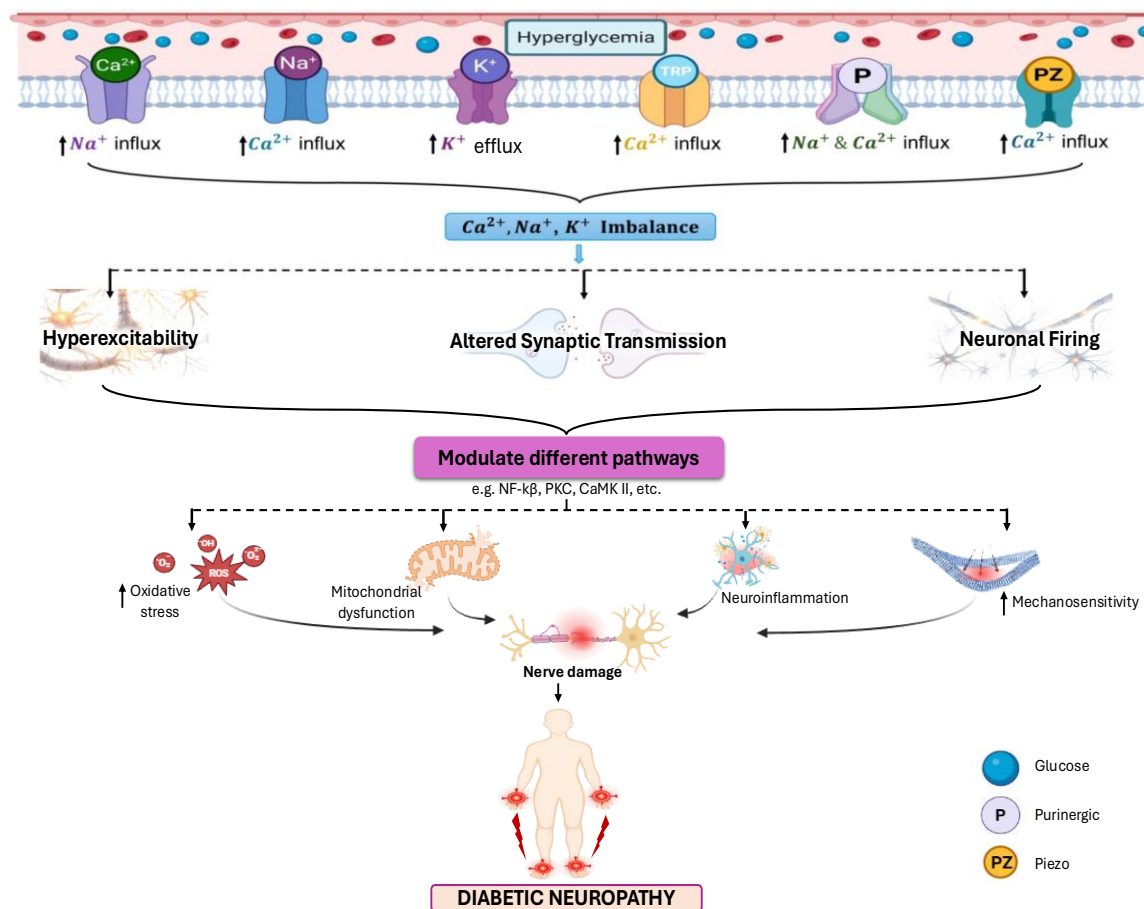 Hyperglycemia
Ca²⁺
Na⁺
K⁺
TRP
P
PZ
↑Na⁺ influx
↑Ca²⁺ influx
↑K⁺ efflux
↑Ca²⁺ influx
↑Na⁺ & Ca²⁺ influx
↑Ca²⁺ influx
Ca²⁺, Na⁺, K⁺ Imbalance
Hyperexcitability
Altered Synaptic Transmission
Neuronal Firing
Modulate different pathways
e.g. NF-kβ, PKC, CaMK II, etc.
·OH
ROS
↑ Oxidative
stress
Mitochondrial
dysfunction
Neuroinflammation
↑ Mechanosensitivity
Nerve damage
Glucose
P
Purinergic
PZ
Piezo
DIABETIC NEUROPATHY